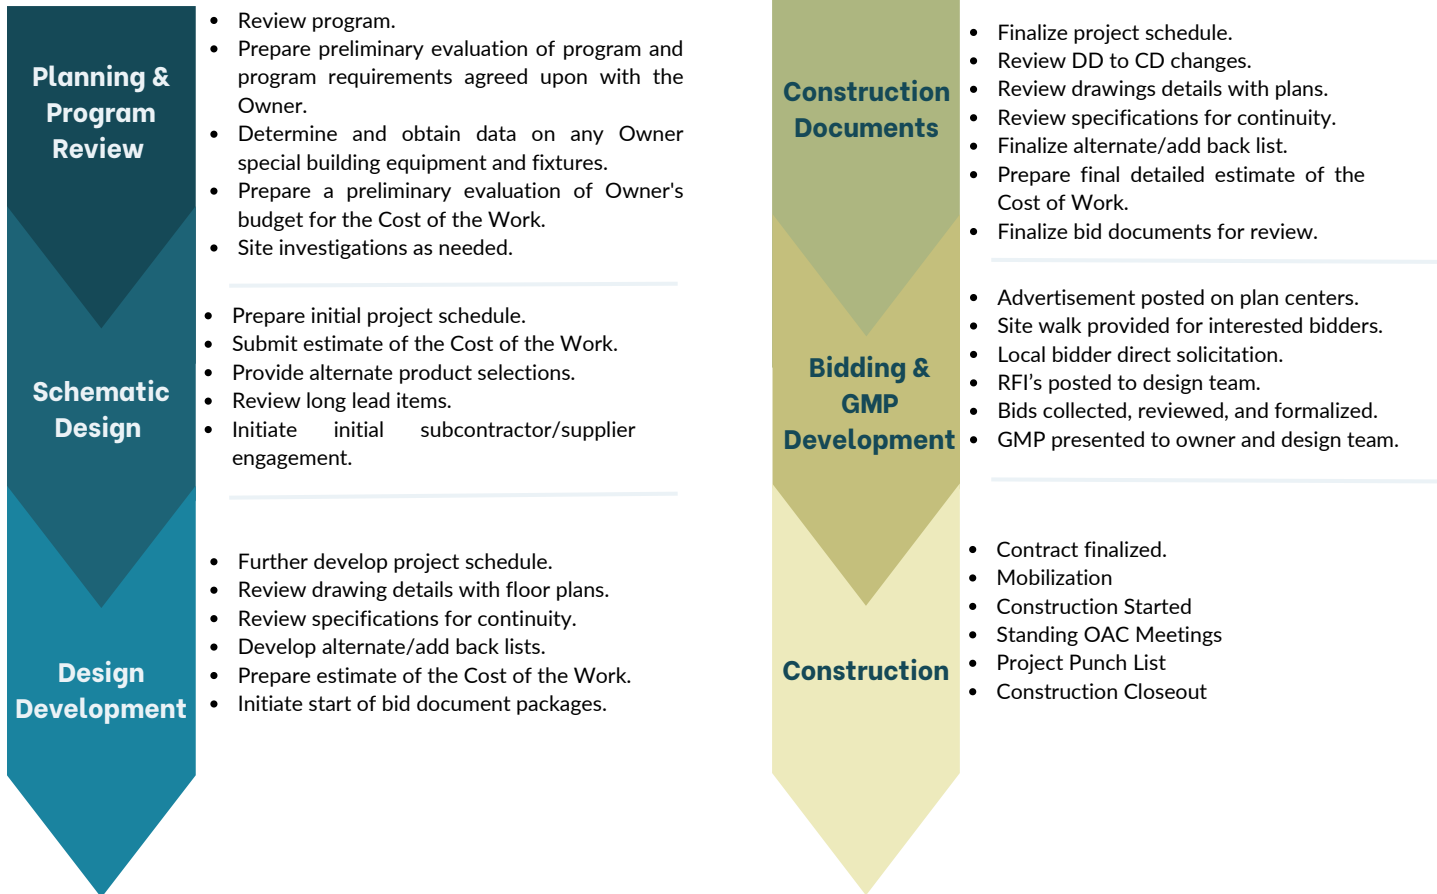 Planning &
Program
Review
• Review program.
• Prepare preliminary evaluation of program and
program requirements agreed upon with the
Owner.
• Determine and obtain data on any Owner
special building equipment and fixtures.
• Prepare a preliminary evaluation of Owner's
budget for the Cost of the Work.
• Site investigations as needed.
Schematic
Design
• Prepare initial project schedule.
• Submit estimate of the Cost of the Work.
• Provide alternate product selections.
• Review long lead items.
• Initiate initial subcontractor/supplier
engagement.
Design
Development
• Further develop project schedule.
• Review drawing details with floor plans.
• Review specifications for continuity.
• Develop alternate/add back lists.
• Prepare estimate of the Cost of the Work.
• Initiate start of bid document packages.
Construction
Documents
• Finalize project schedule.
• Review DD to CD changes.
• Review drawings details with plans.
• Review specifications for continuity.
• Finalize alternate/add back list.
• Prepare final detailed estimate of the
Cost of Work.
• Finalize bid documents for review.
Bidding &
GMP
Development
• Advertisement posted on plan centers.
• Site walk provided for interested bidders.
• Local bidder direct solicitation.
• RFI’s posted to design team.
• Bids collected, reviewed, and formalized.
• GMP presented to owner and design team.
Construction
• Contract finalized.
• Mobilization
• Construction Started
• Standing OAC Meetings
• Project Punch List
• Construction Closeout